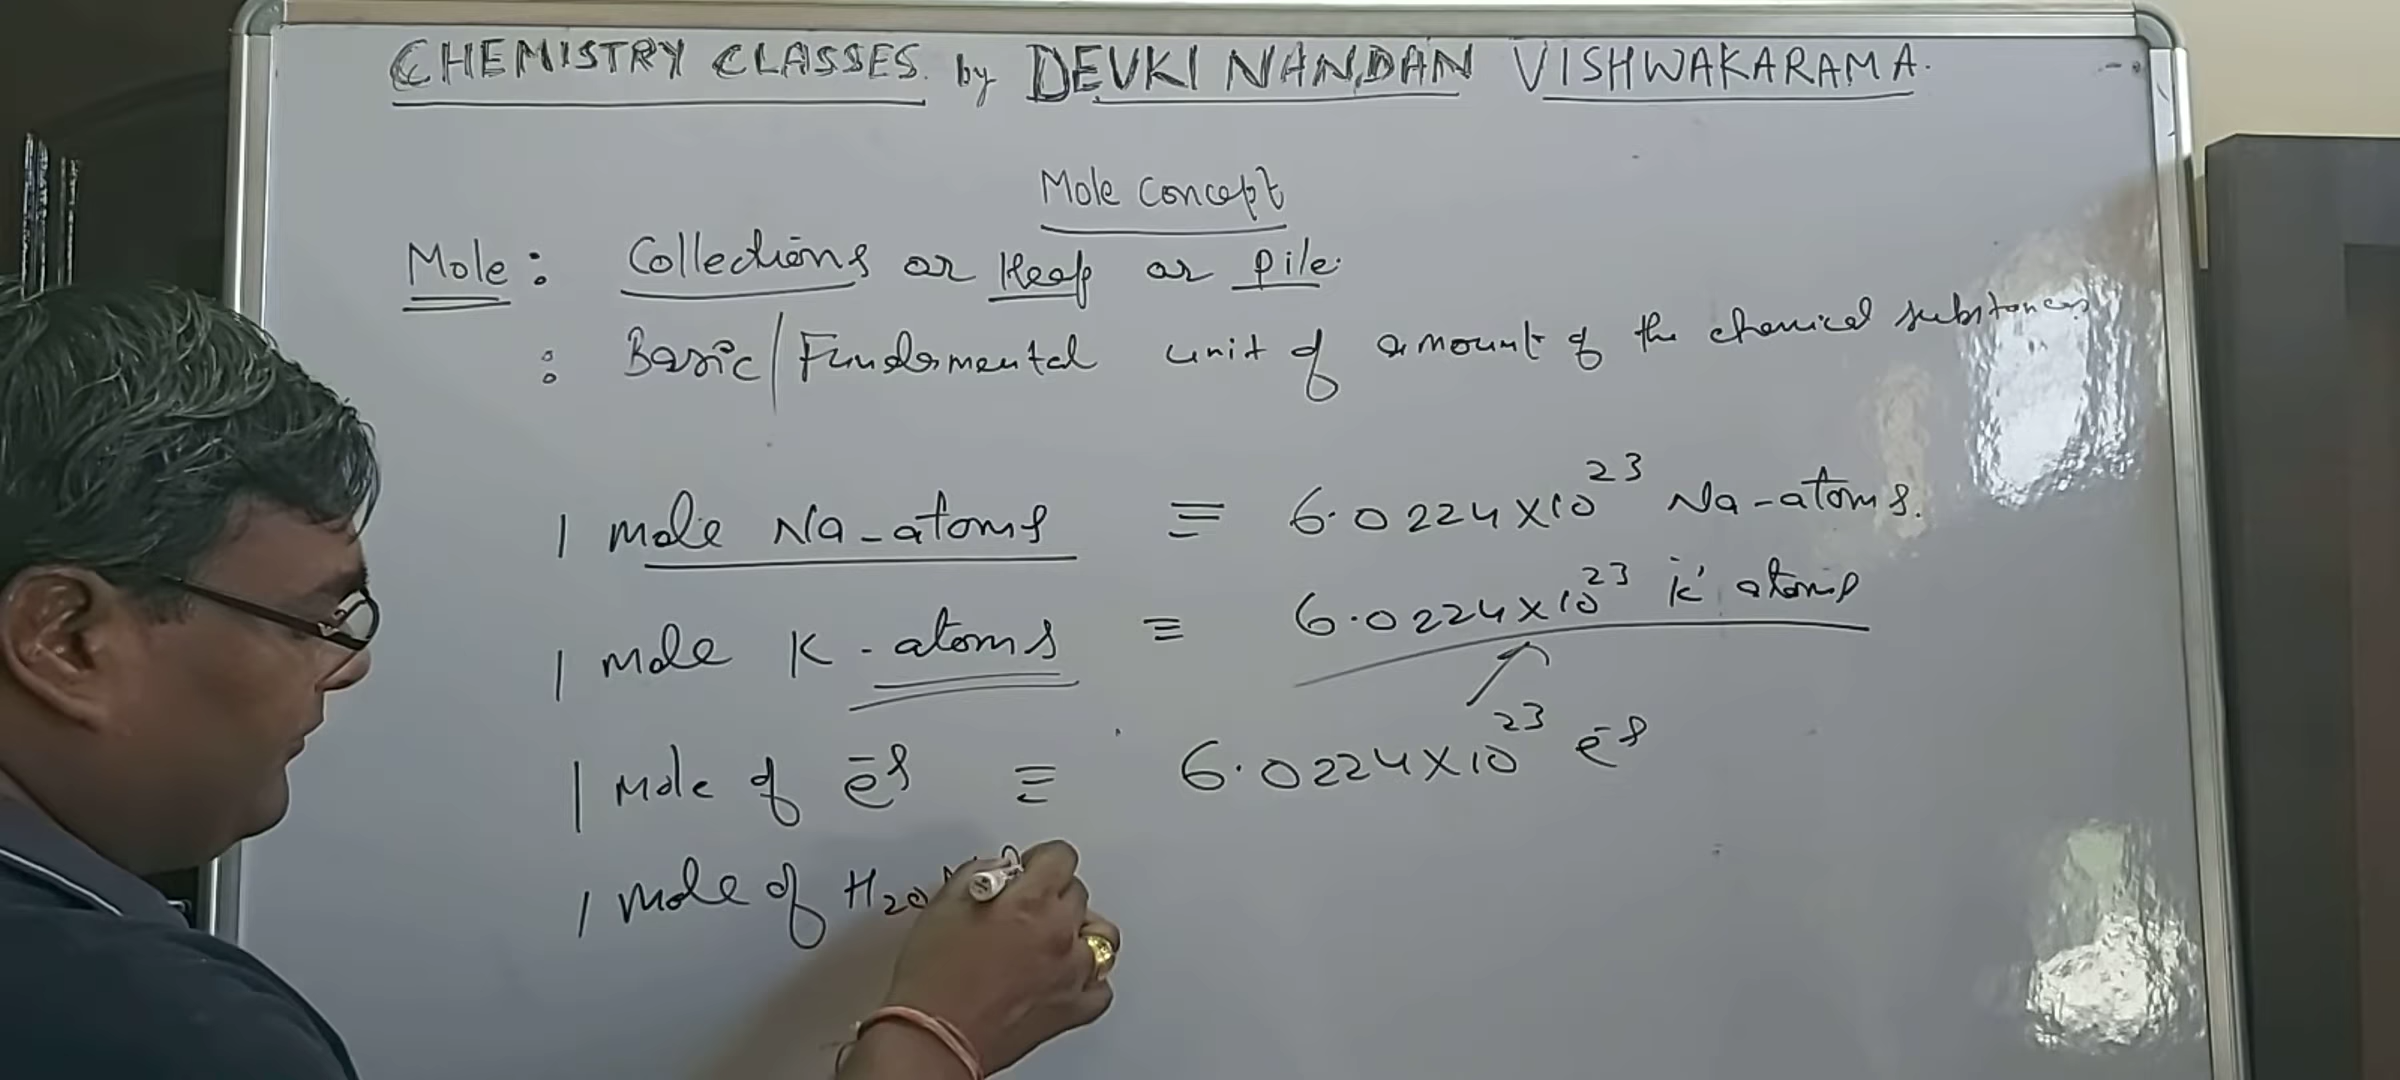 CHEMISTRY CLASSES. by DEVKI NANDAN VISHWAKARAMA.
Mole Concept
Mole : Collections or Heap or Pile.
: Basic/Fundamental unit of amount of the chemical substances
1 mole Na-atoms ≡ 6.0224×10²³ Na-atoms.
1 mole K-atoms ≡ 6.0224×10²³ 'K' atoms
1 Mole of e̅s ≡ 6.0224×10²³ e̅s
1 mole of H₂O